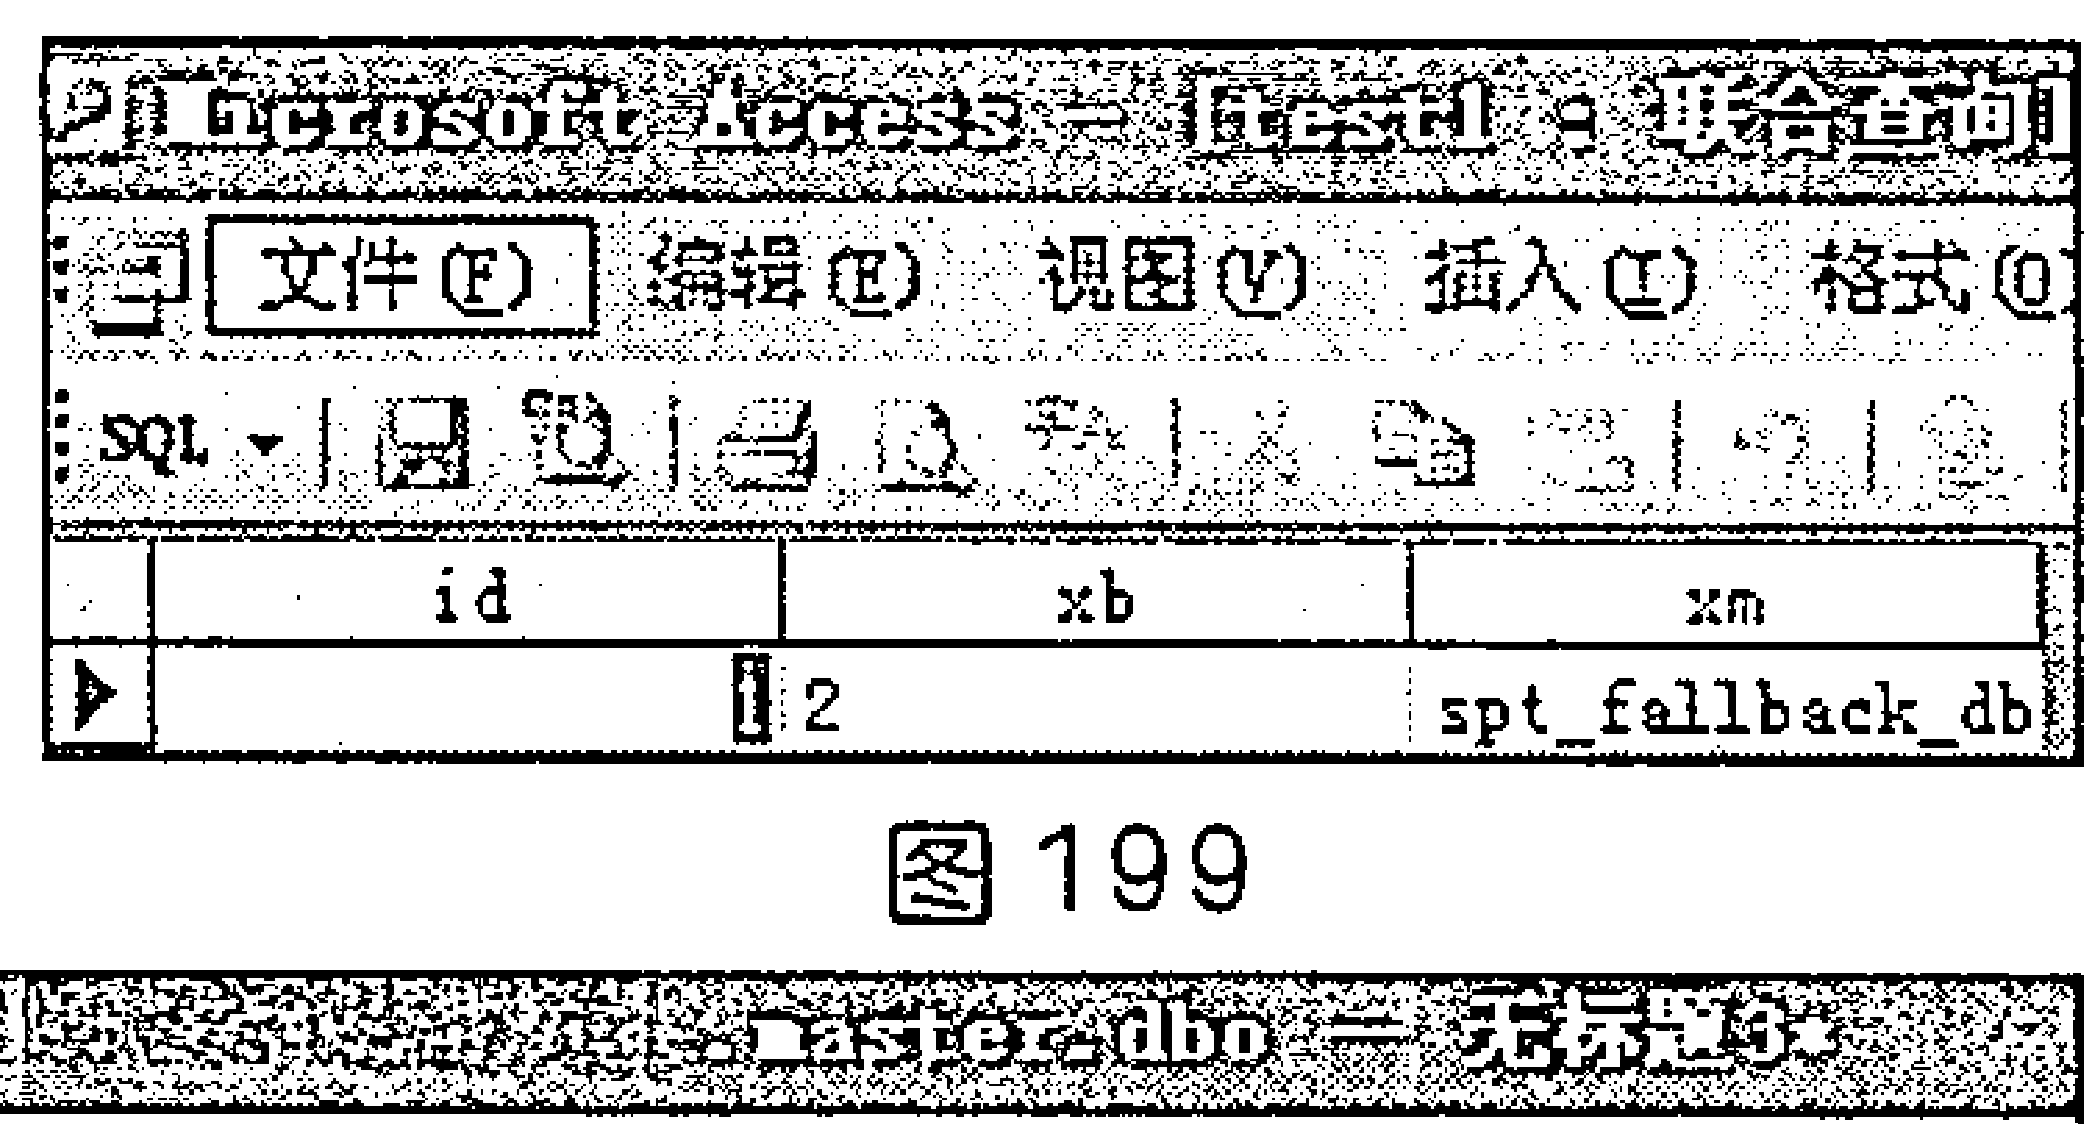 Microsoft Access - [test1 : 联合查询]
文件(F) 编辑(E) 视图(V) 插入(I) 格式(O)
SQL
id xb xm
1 2 spt_fallback_db
图 199
.master.dbo - 无标题3*